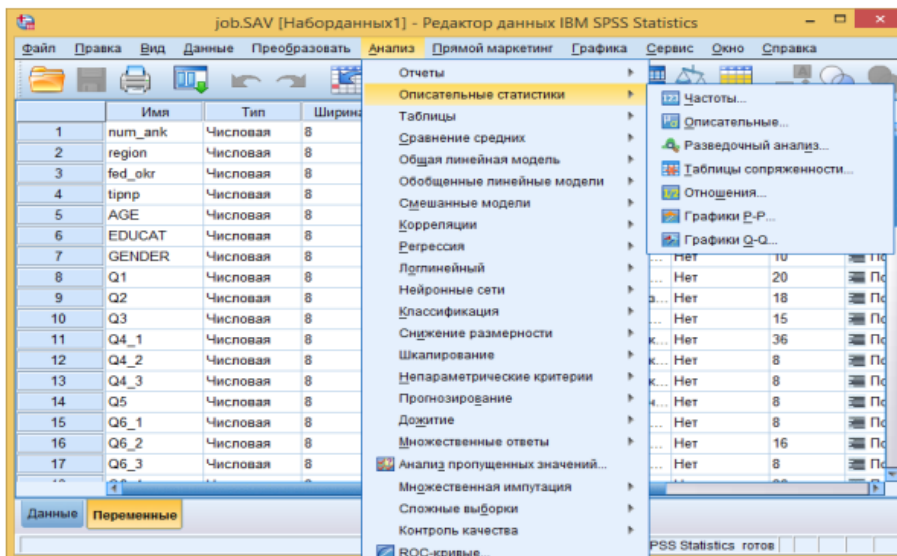 job.SAV [Наборданных1] - Редактор данных IBM SPSS Statistics
Файл Правка Вид Данные Преобразовать Анализ Прямой маркетинг Графика Сервис Окно Справка
Отчеты
Описательные статистики
Таблицы
Сравнение средних
Общая линейная модель
Обобщенные линейные модели
Смешанные модели
Корреляции
Регрессия
Логлинейный
Нейронные сети
Классификация
Снижение размерности
Шкалирование
Непараметрические критерии
Прогнозирование
Дожитие
Множественные ответы
Анализ пропущенных значений...
Множественная импутация
Сложные выборки
Контроль качества
ROC-кривые...
Частоты...
Описательные...
Разведочный анализ...
Таблицы сопряженности...
Отношения...
Графики P-P...
Графики Q-Q...
Имя Тип Ширина
1 num_ank Числовая 8
2 region Числовая 8
3 fed_okr Числовая 8
4 tipnp Числовая 8
5 AGE Числовая 8
6 EDUCAT Числовая 8
7 GENDER Числовая 8 Нет 10
8 Q1 Числовая 8 Нет 20
9 Q2 Числовая 8 Нет 18
10 Q3 Числовая 8 Нет 15
11 Q4_1 Числовая 8 Нет 36
12 Q4_2 Числовая 8 Нет 8
13 Q4_3 Числовая 8 Нет 8
14 Q5 Числовая 8 Нет 8
15 Q6_1 Числовая 8 Нет 8
16 Q6_2 Числовая 8 Нет 16
17 Q6_3 Числовая 8 Нет 8
Данные Переменные
PSS Statistics готов